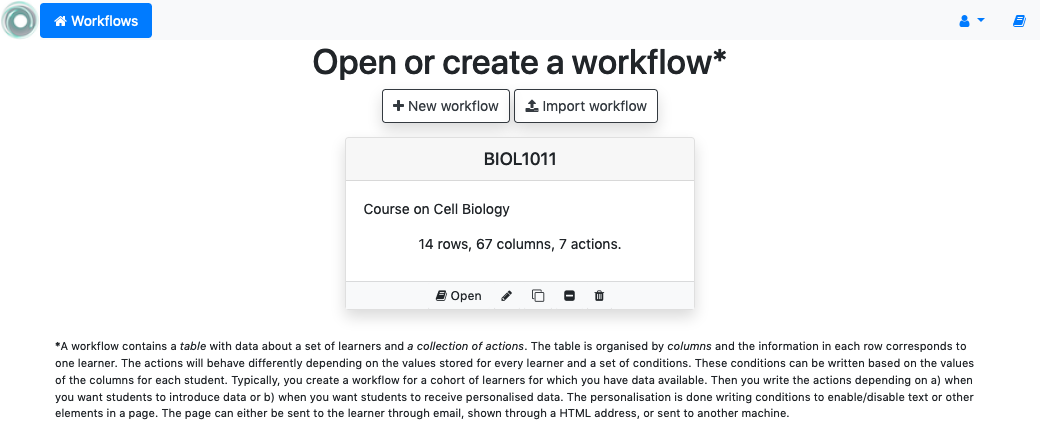 Workflows
Open or create a workflow*
New workflow Import workflow
BIOL1011
Course on Cell Biology
14 rows, 67 columns, 7 actions.
Open
*A workflow contains a table with data about a set of learners and a collection of actions. The table is organised by columns and the information in each row corresponds to
one learner. The actions will behave differently depending on the values stored for every learner and a set of conditions. These conditions can be written based on the values
of the columns for each student. Typically, you create a workflow for a cohort of learners for which you have data available. Then you write the actions depending on a) when
you want students to introduce data or b) when you want students to receive personalised data. The personalisation is done writing conditions to enable/disable text or other
elements in a page. The page can either be sent to the learner through email, shown through a HTML address, or sent to another machine.